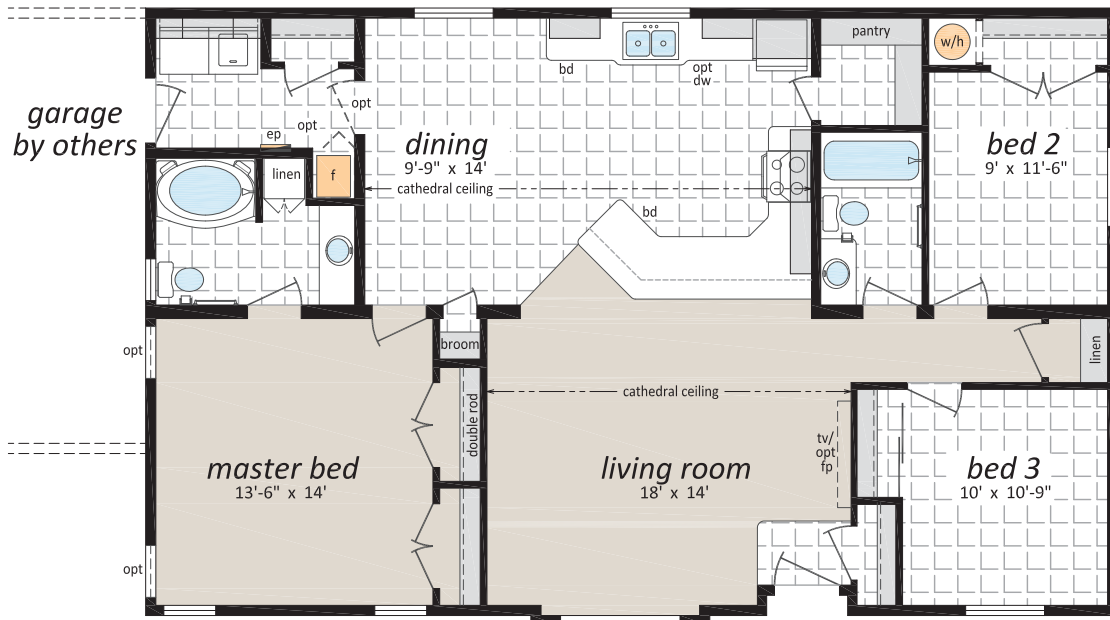 pantry
w/h
bd
opt
dw
opt
garage
by others
opt
ep
dining
9'-9" x 14'
cathedral ceiling
bed 2
9' x 11'-6"
linen
f
bd
broom
opt
linen
cathedral ceiling
double rod
tv/
opt
fp
master bed
13'-6" x 14'
living room
18' x 14'
bed 3
10' x 10'-9"
opt